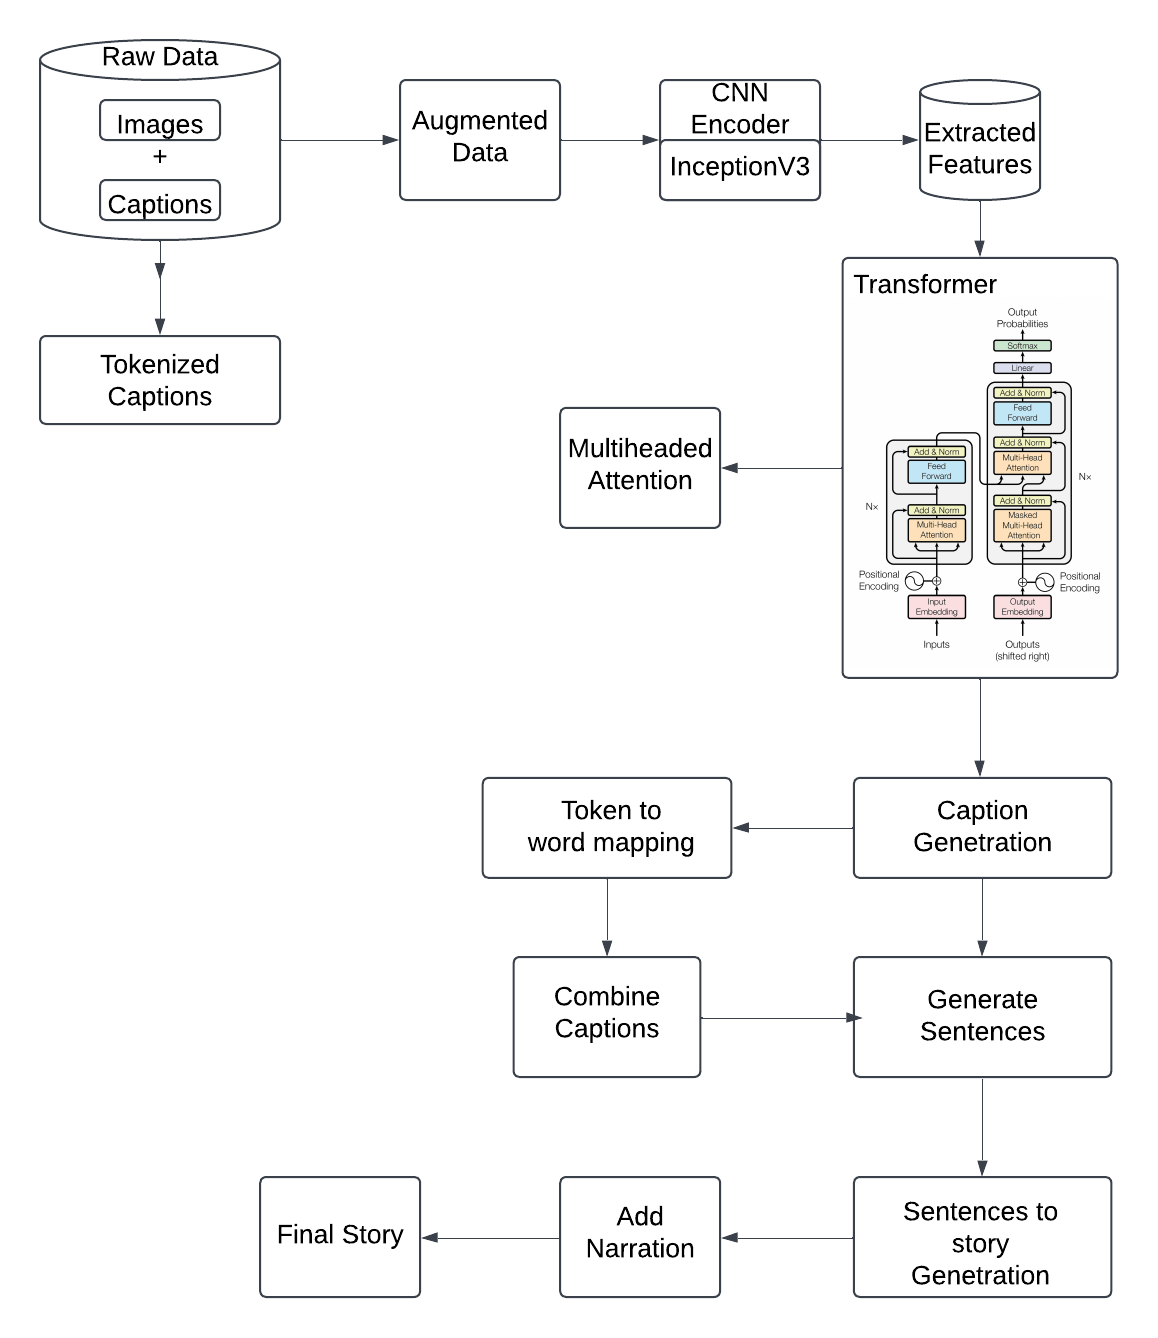 Raw Data
Images
+
Captions
Augmented
Data
CNN
Encoder
InceptionV3
Extracted
Features
Tokenized
Captions
Transformer
Output
Probabilities
Softmax
Linear
Add & Norm
Feed
Forward
Add & Norm
Multi-Head
Attention
Nx
Add & Norm
Masked
Multi-Head
Attention
Add & Norm
Feed
Forward
Nx
Add & Norm
Multi-Head
Attention
Positional
Encoding
Positional
Encoding
Input
Embedding
Output
Embedding
Inputs
Outputs
(shifted right)
Multiheaded
Attention
Caption
Genetration
Token to
word mapping
Combine
Captions
Generate
Sentences
Sentences to
story
Genetration
Add
Narration
Final Story